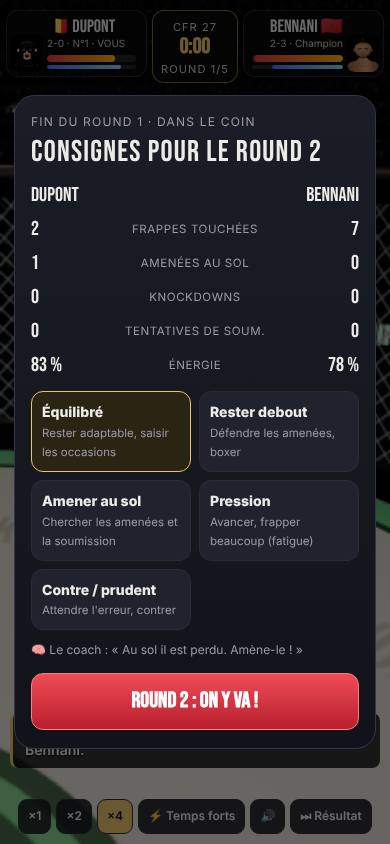 DUPONT
2-0 · N°1 · VOUS
CFR 27
0:00
ROUND 1/5
BENNANI
2-3 · Champion
FIN DU ROUND 1 · DANS LE COIN
CONSIGNES POUR LE ROUND 2
DUPONT BENNANI
2 FRAPPES TOUCHÉES 7
1 AMENÉES AU SOL 0
0 KNOCKDOWNS 0
0 TENTATIVES DE SOUM. 0
83 % ÉNERGIE 78 %
Équilibré
Rester adaptable, saisir
les occasions
Rester debout
Défendre les amenées,
boxer
Amener au sol
Chercher les amenées et
la soumission
Pression
Avancer, frapper
beaucoup (fatigue)
Contre / prudent
Attendre l'erreur, contrer
🧠 Le coach : « Au sol il est perdu. Amène-le ! »
ROUND 2 : ON Y VA !
Bennani.
×1 ×2 ×4 ⚡ Temps forts 🔊 ⏭ Résultat